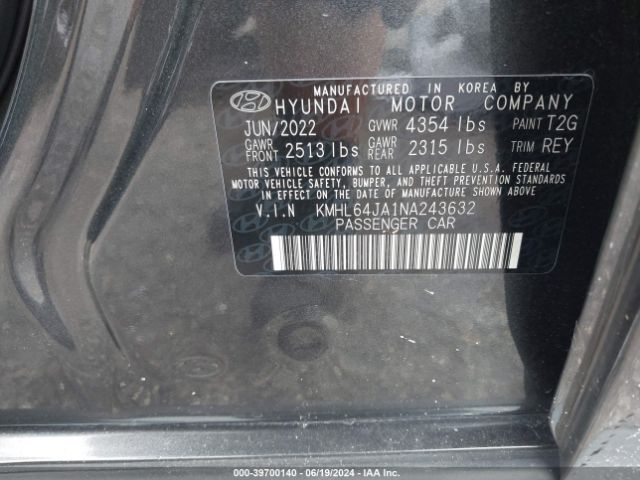 MANUFACTURED IN KOREA BY
HYUNDAI MOTOR COMPANY
JUN/2022 GVWR 4354 lbs PAINT T2G
GAWR FRONT 2513 lbs GAWR REAR 2315 lbs TRIM REY
THIS VEHICLE CONFORMS TO ALL APPLICABLE U.S.A. FEDERAL
MOTOR VEHICLE SAFETY, BUMPER, AND THEFT PREVENTION STANDARDS
IN EFFECT ON THE DATE OF MANUFACTURE SHOWN ABOVE.
V.I.N KMHL64JA1NA243632
PASSENGER CAR
000-39700140 - 06/19/2024 - IAA Inc.